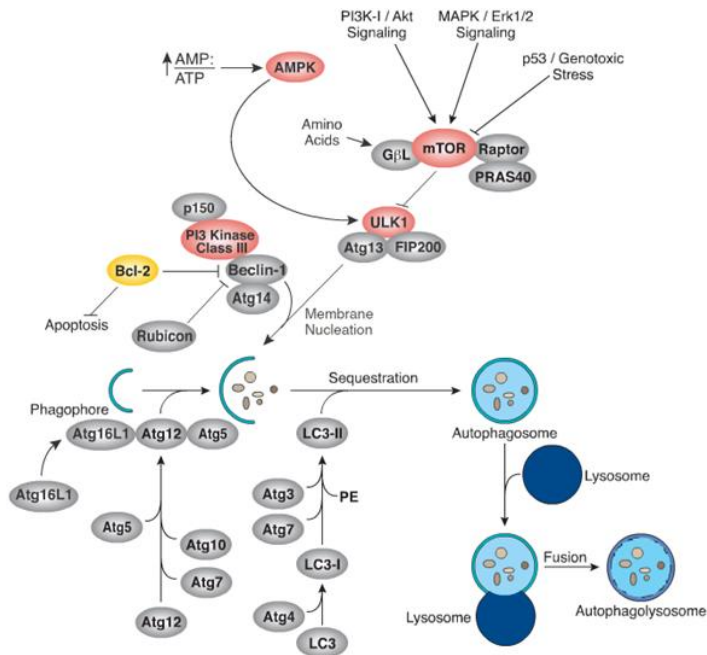 PI3K-I / Akt
Signaling
MAPK / Erk1/2
Signaling
p53 / Genotoxic
Stress
AMP:
ATP
AMPK
Amino
Acids
GβL
mTOR
Raptor
PRAS40
ULK1
Atg13
FIP200
p150
PI3 Kinase
Class III
Bcl-2
Beclin-1
Atg14
Apoptosis
Rubicon
Membrane
Nucleation
Phagophore
Sequestration
Atg16L1
Atg12
Atg5
LC3-II
Autophagosome
Atg16L1
Atg3
PE
Lysosome
Atg5
Atg7
Atg10
Atg7
LC3-I
Fusion
Atg12
Atg4
LC3
Lysosome
Autophagolysosome